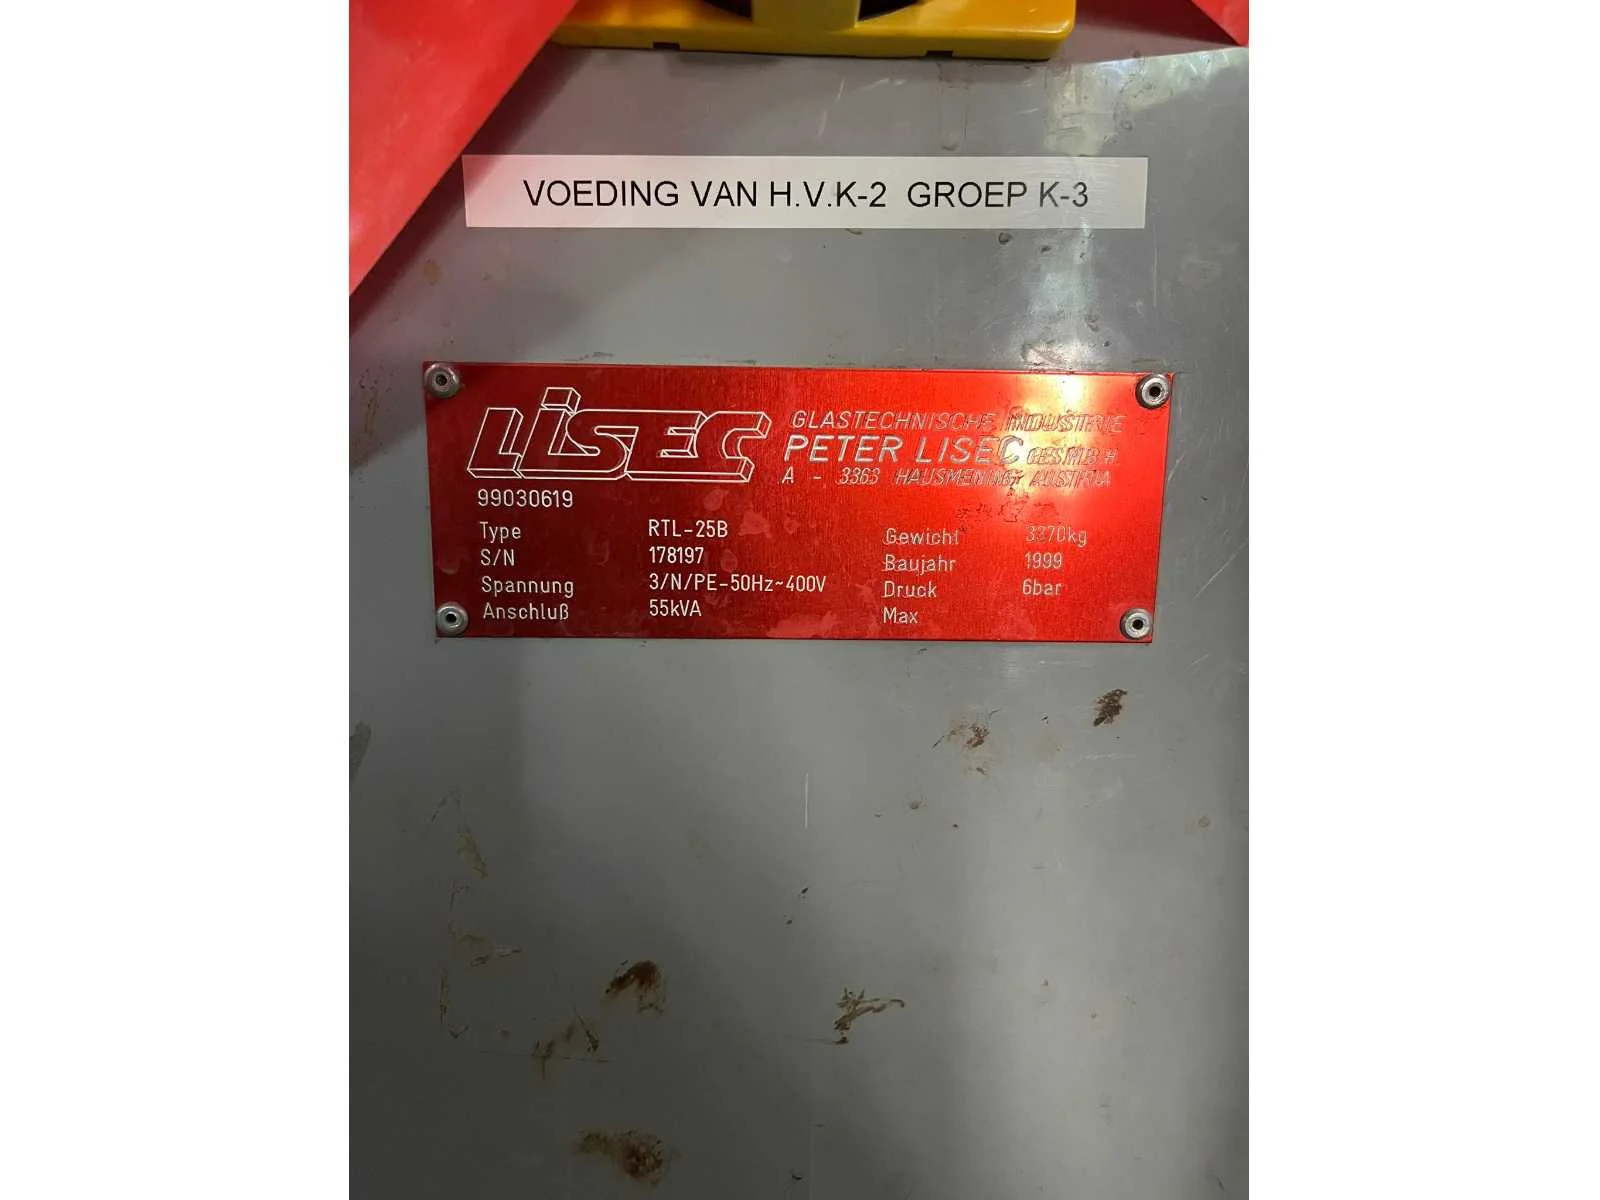 VOEDING VAN H.V.K-2 GROEP K-3
LISEC
GLASTECHNISCHE INDUSTRIE
PETER LISEC GES.M.B.H.
A - 3363 HAUSMENING AUSTRIA
99030619
Type RTL-25B Gewicht 3370kg
S/N 178197 Baujahr 1999
Spannung 3/N/PE-50Hz~400V Druck 6bar
Anschluß 55kVA Max